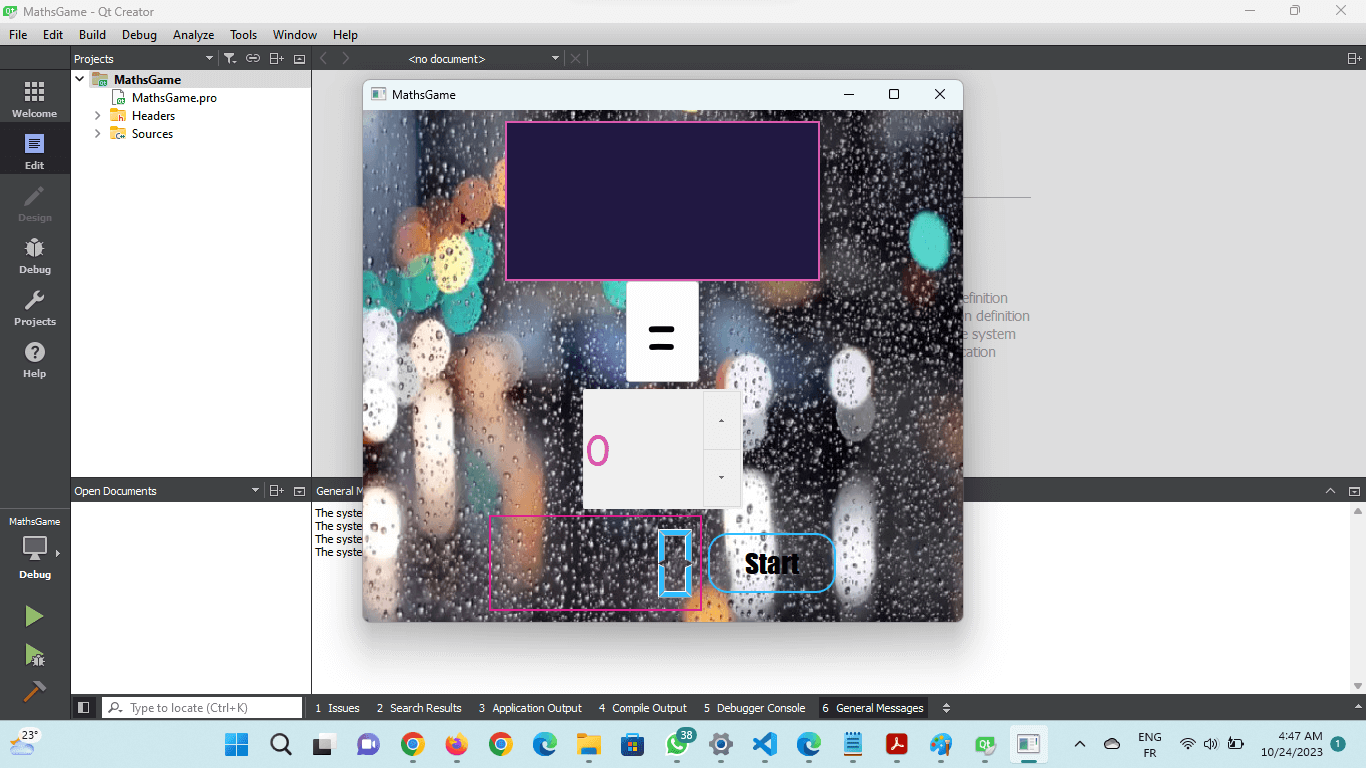 MathsGame - Qt Creator
File Edit Build Debug Analyze Tools Window Help
Projects
<no document>
Welcome
Edit
Design
Debug
Projects
Help
MathsGame
MathsGame.pro
Headers
Sources
MathsGame
=
0
0
Start
efinition
definition
system
Open Documents
General M
The syste
The syste
The syste
The syste
MathsGame
Debug
Type to locate (Ctrl+K)
1 Issues 2 Search Results 3 Application Output 4 Compile Output 5 Debugger Console 6 General Messages
23°
38
ENG
FR
4:47 AM
10/24/2023
1